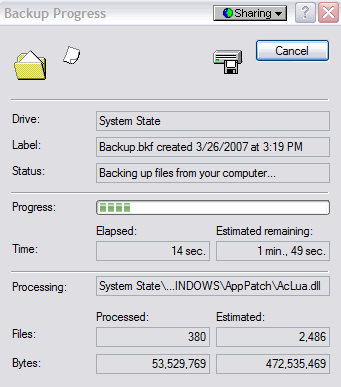 Backup Progress
Sharing
Cancel
Drive: System State
Label: Backup.bkf created 3/26/2007 at 3:19 PM
Status: Backing up files from your computer...
Progress:
Elapsed: Estimated remaining:
Time: 14 sec. 1 min., 49 sec.
Processing: System State\...INDOWS\AppPatch\AcLua.dll
Processed: Estimated:
Files: 380 2,486
Bytes: 53,529,769 472,535,469